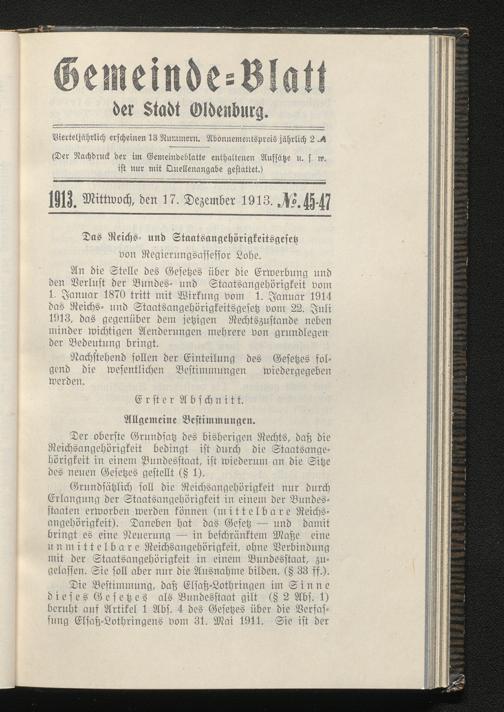 Gemeinde=Blatt
der Stadt Oldenburg.
Vierteljährlich erscheinen 13 Nummern. Abonnementspreis jährlich 2 ℳ
(Der Nachdruck der im Gemeindeblatte enthaltenen Aufsätze u. s. w.
ist nur mit Quellenangabe gestattet.)
1913. Mittwoch, den 17. Dezember 1913. №. 45-47
Das Reichs- und Staatsangehörigkeitsgesetz
von Regierungsassessor Lohe.
An die Stelle des Gesetzes über die Erwerbung und
den Verlust der Bundes- und Staatsangehörigkeit vom
1. Januar 1870 tritt mit Wirkung vom 1. Januar 1914
das Reichs- und Staatsangehörigkeitsgesetz vom 22. Juli
1913, das gegenüber dem jetzigen Rechtszustande neben
minder wichtigen Aenderungen mehrere von grundlegen
der Bedeutung bringt.
Nachstehend sollen der Einteilung des Gesetzes fol-
gend die wesentlichen Bestimmungen wiedergegeben
werden.
Erster Abschnitt.
Allgemeine Bestimmungen.
Der oberste Grundsatz des bisherigen Rechts, daß die
Reichsangehörigkeit bedingt ist durch die Staatsange-
hörigkeit in einem Bundesstaat, ist wiederum an die Spitze
des neuen Gesetzes gestellt (§ 1).
Grundsätzlich soll die Reichsangehörigkeit nur durch
Erlangung der Staatsangehörigkeit in einem der Bundes-
staaten erworben werden können (mittelbare Reichs-
angehörigkeit). Daneben hat das Gesetz — und damit
bringt es eine Neuerung — in beschränktem Maße eine
unmittelbare Reichsangehörigkeit, ohne Verbindung
mit der Staatsangehörigkeit in einem Bundesstaat, zu-
gelassen. Sie soll aber nur die Ausnahme bilden. (§ 33 ff.).
Die Bestimmung, daß Elsaß-Lothringen im Sinne
dieses Gesetzes als Bundesstaat gilt (§ 2 Abs. 1)
beruht auf Artikel 1 Abs. 4 des Gesetzes über die Verfas-
sung Elsaß-Lothringens vom 31. Mai 1911. Sie ist der